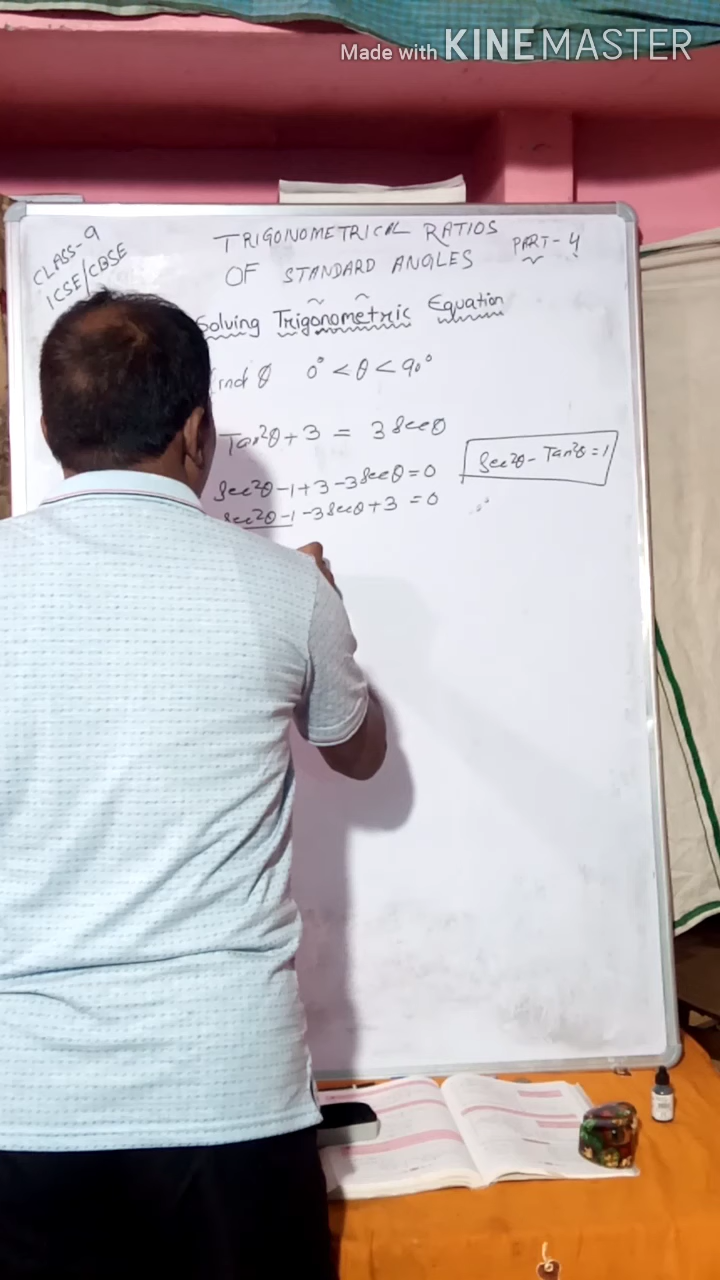 Made with KINEMASTER
CLASS-9
ICSE/CBSE
TRIGONOMETRICAL RATIOS
OF STANDARD ANGLES
PART-4
Solving Trigonometric Equation
ind θ 0° < θ < 90°
Tan²θ + 3 = 3 Secθ
Sec²θ - Tan²θ = 1
Sec²θ - 1 + 3 - 3 Secθ = 0
Sec²θ - 1 - 3 Secθ + 3 = 0